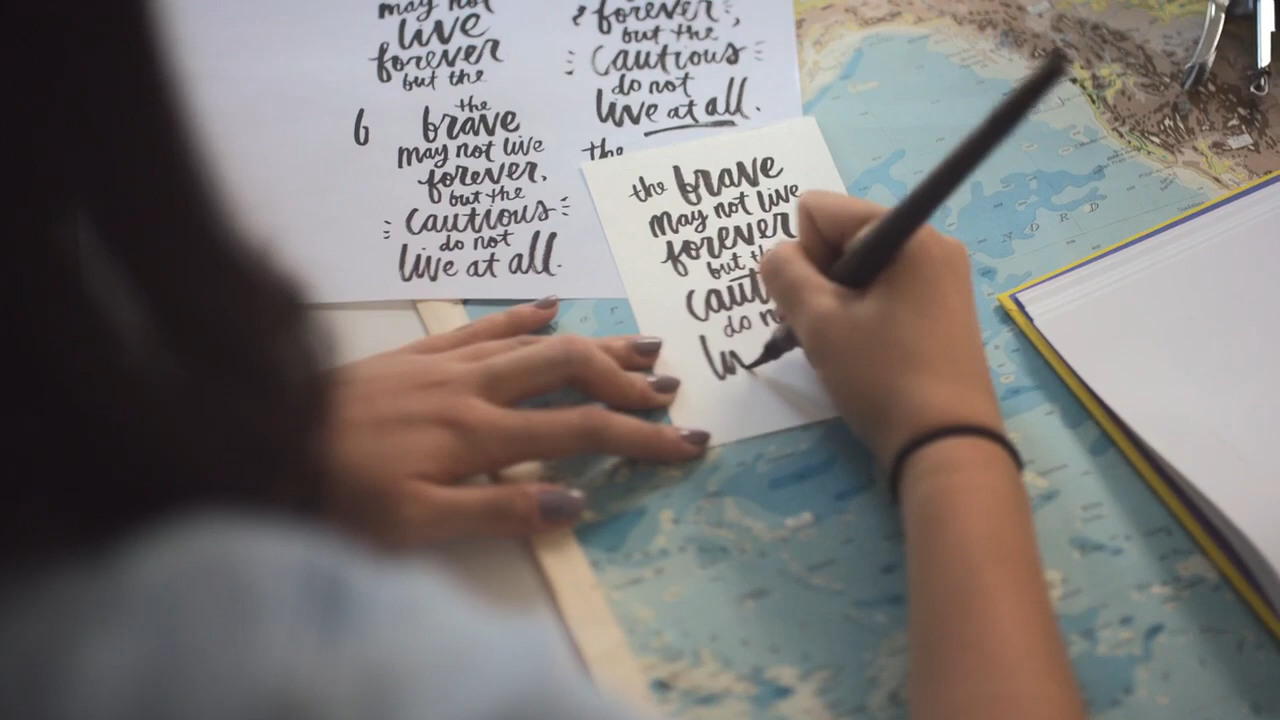 may not
live
forever
but the
6
the
brave
may not live
forever,
but the
cautious
do not
live at all.
forever,
but the
cautious
do not
live at all.
the
the brave
may not live
forever
but
do
N O R D